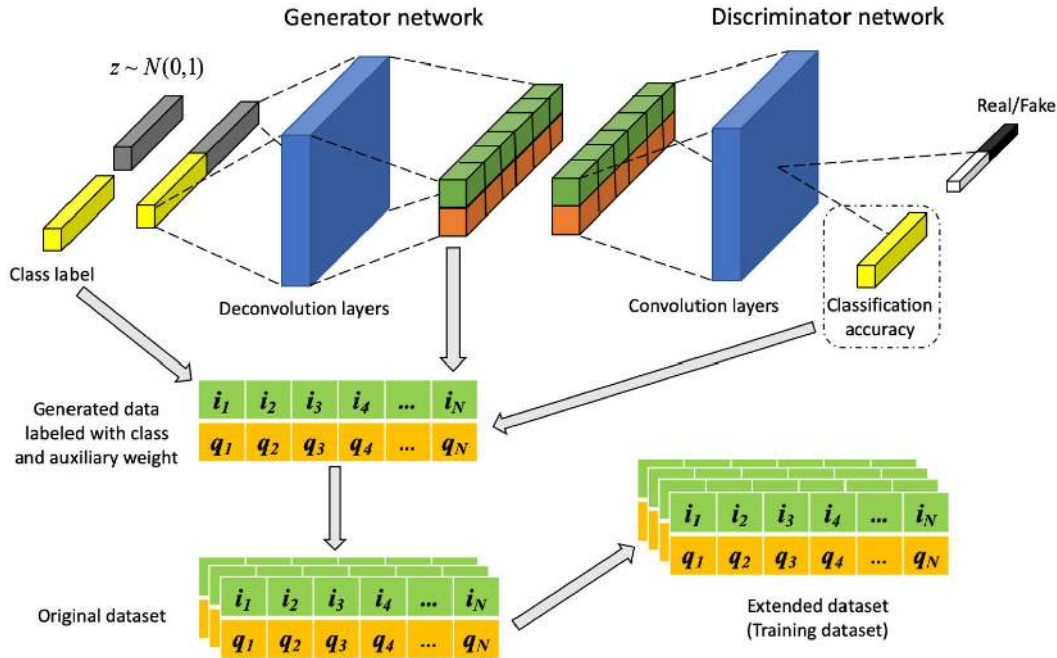 Generator network
Discriminator network
z ~ N(0,1)
Real/Fake
Class label
Deconvolution layers
Convolution layers
Classification
accuracy
Generated data
labeled with class
and auxiliary weight
i1 i2 i3 i4 ... iN
q1 q2 q3 q4 ... qN
i1 i2 i3 i4 ... iN
q1 q2 q3 q4 ... qN
Original dataset
i1 i2 i3 i4 ... iN
q1 q2 q3 q4 ... qN
Extended dataset
(Training dataset)